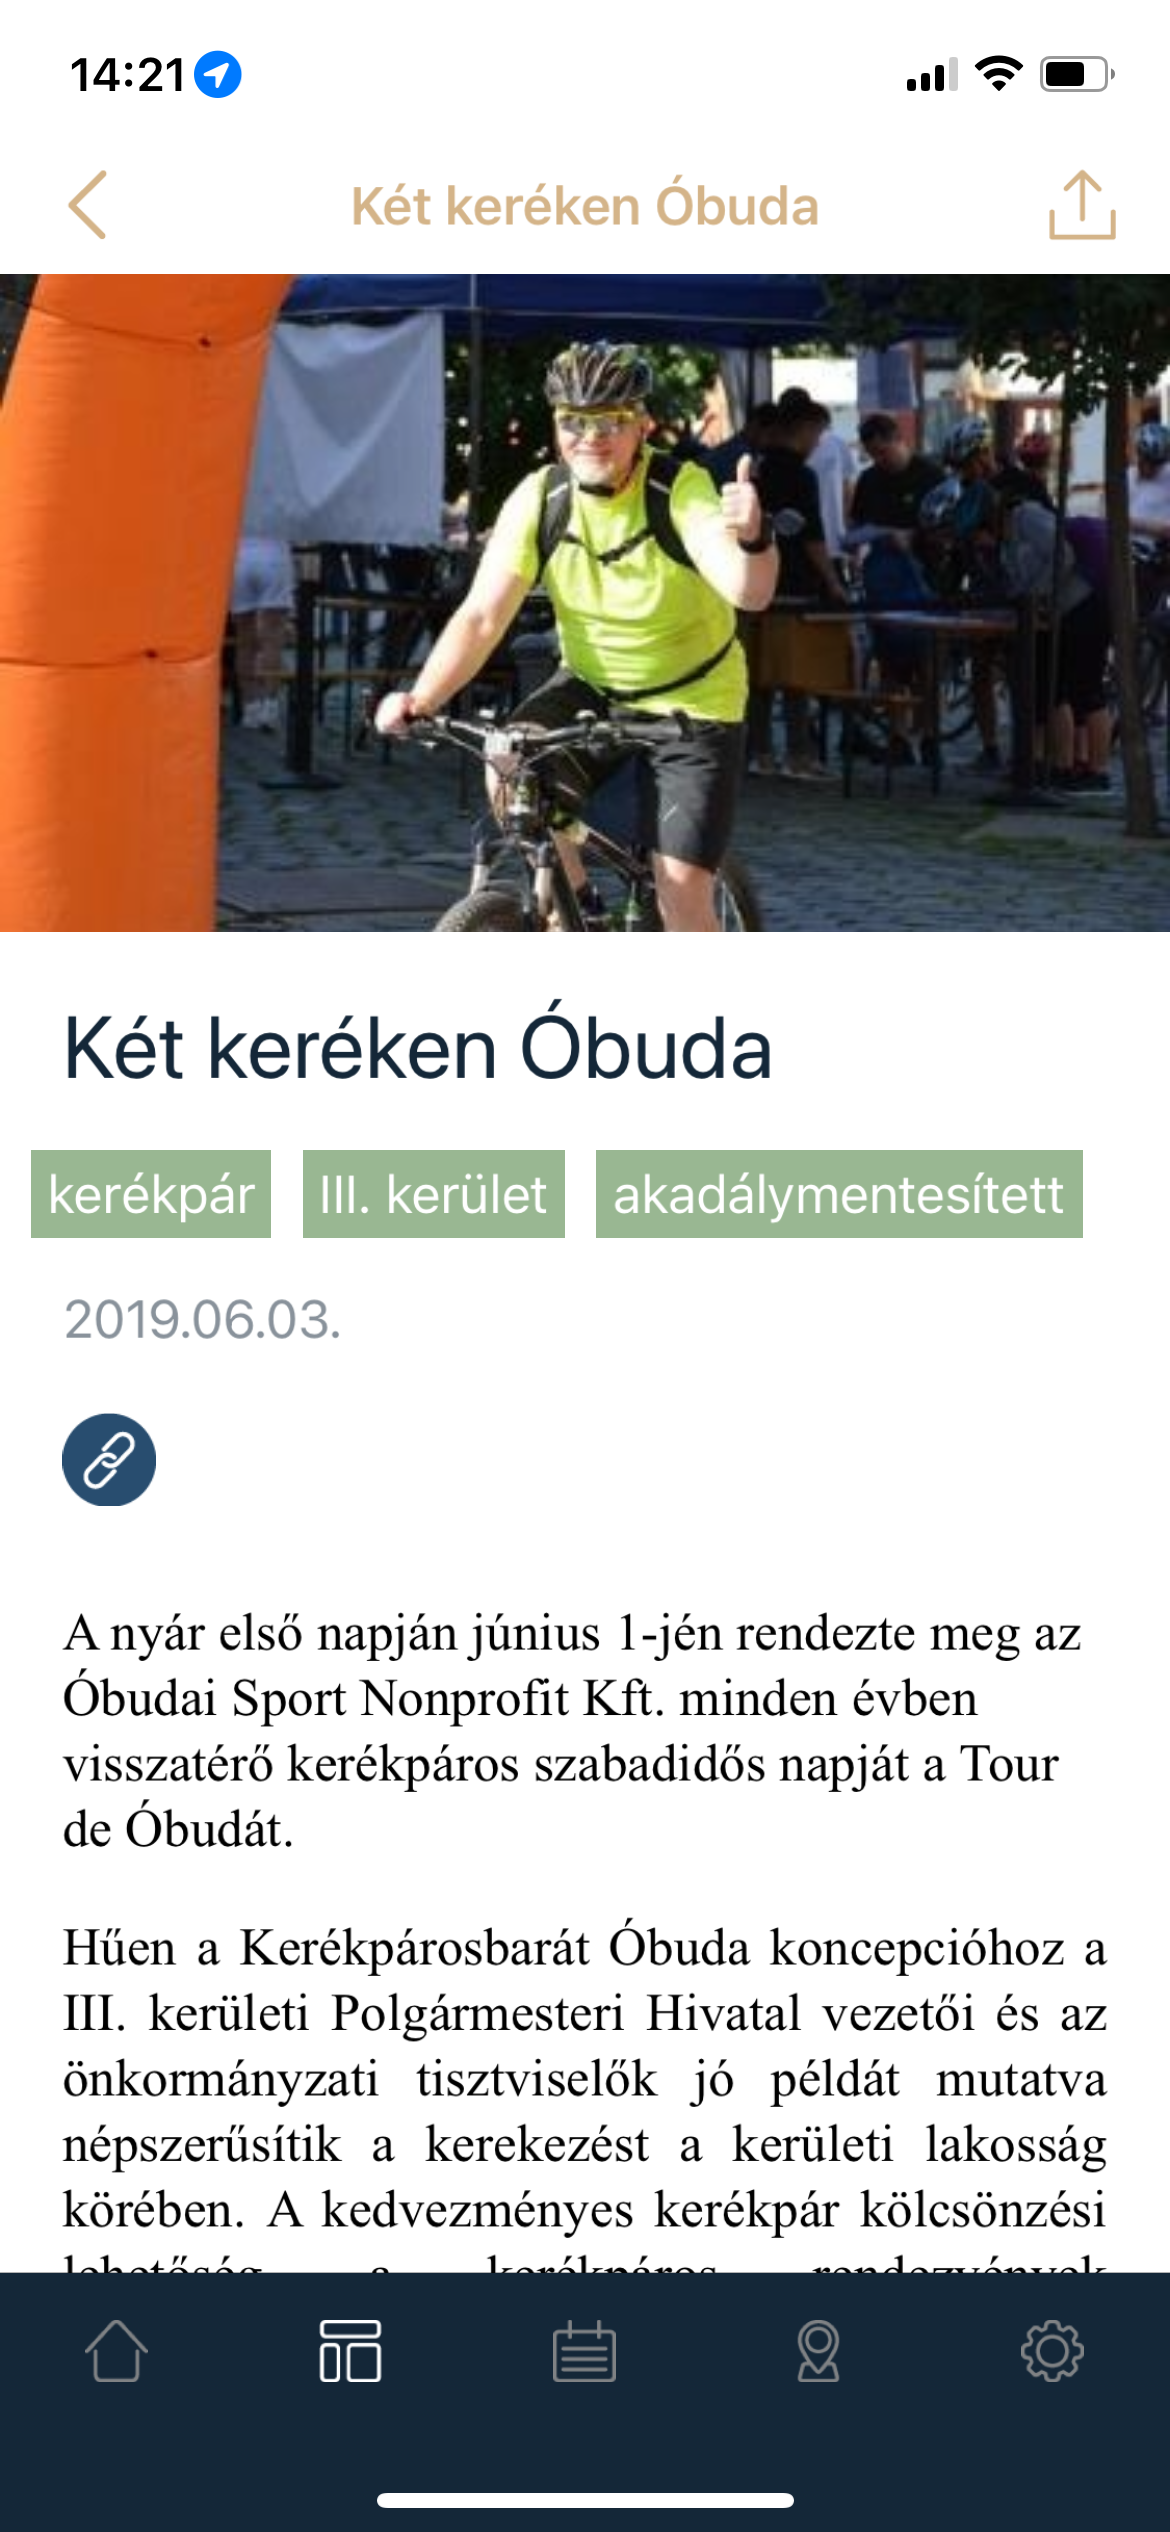 14:21
Két keréken Óbuda
Két keréken Óbuda
kerékpár III. kerület akadálymentesített
2019.06.03.
A nyár első napján június 1-jén rendezte meg az
Óbudai Sport Nonprofit Kft. minden évben
visszatérő kerékpáros szabadidős napját a Tour
de Óbudát.
Hűen a Kerékpárosbarát Óbuda koncepcióhoz a
III. kerületi Polgármesteri Hivatal vezetői és az
önkormányzati tisztviselők jó példát mutatva
népszerűsítik a kerekezést a kerületi lakosság
körében. A kedvezményes kerékpár kölcsönzési
lehetőség a kerékpáros rendezvények